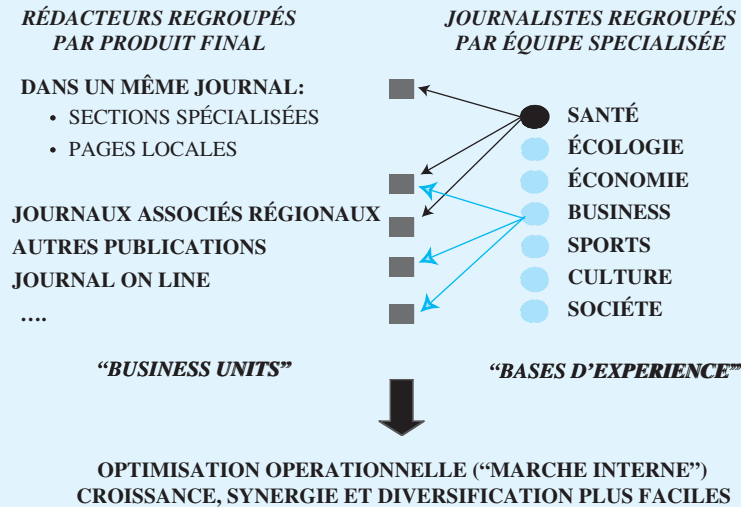 RÉDACTEURS REGROUPÉS
PAR PRODUIT FINAL
DANS UN MÊME JOURNAL:
• SECTIONS SPÉCIALISÉES
• PAGES LOCALES
JOURNAUX ASSOCIÉS RÉGIONAUX
AUTRES PUBLICATIONS
JOURNAL ON LINE
....
“BUSINESS UNITS”
JOURNALISTES REGROUPÉS
PAR ÉQUIPE SPECIALISÉE
SANTÉ
ÉCOLOGIE
ÉCONOMIE
BUSINESS
SPORTS
CULTURE
SOCIÉTE
“BASES D’EXPERIENCE”
OPTIMISATION OPERATIONNELLE (“MARCHE INTERNE”)
CROISSANCE, SYNERGIE ET DIVERSIFICATION PLUS FACILES